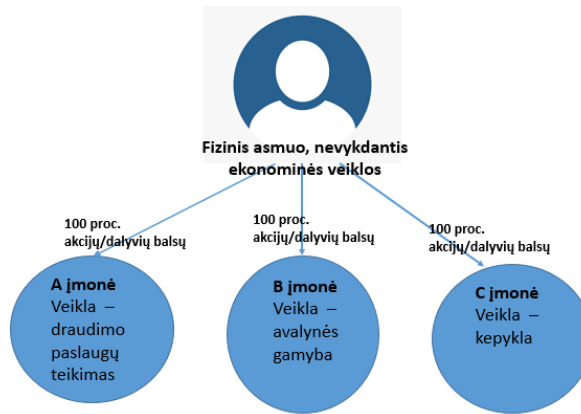 Fizinis asmuo, nevykdantis
ekonominės veiklos
100 proc.
akcijų/dalyvių balsų
100 proc.
akcijų/dalyvių balsų
100 proc.
akcijų/dalyvių balsų
A įmonė
Veikla –
draudimo
paslaugų
teikimas
B įmonė
Veikla –
avalynės
gamyba
C įmonė
Veikla –
kepykla